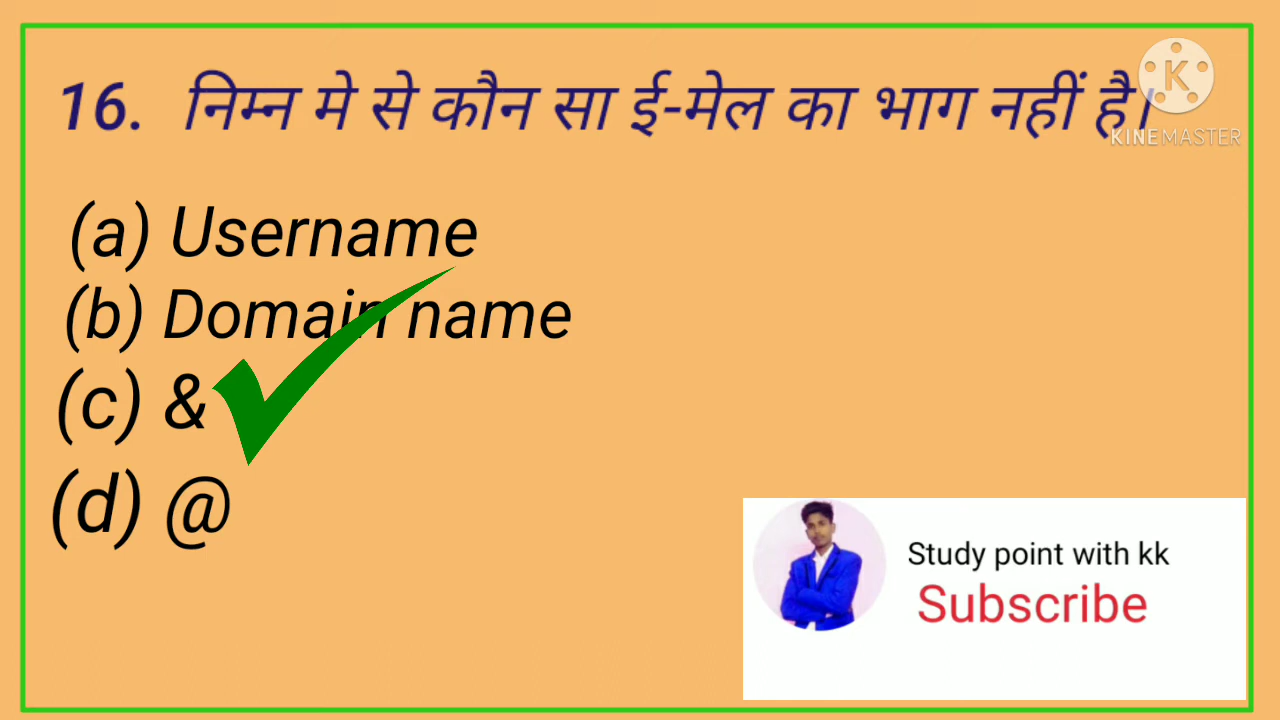 16. निम्न मे से कौन सा ई-मेल का भाग नहीं है।
KINEMASTER
(a) Username
(b) Domain name
(c) &
(d) @
Study point with kk
Subscribe